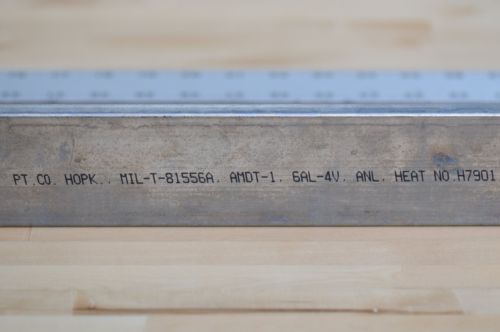 PT.CO. HOPK., MIL-T-81556A. AMDT-1. 6AL-4V. ANL. HEAT NO.H7901